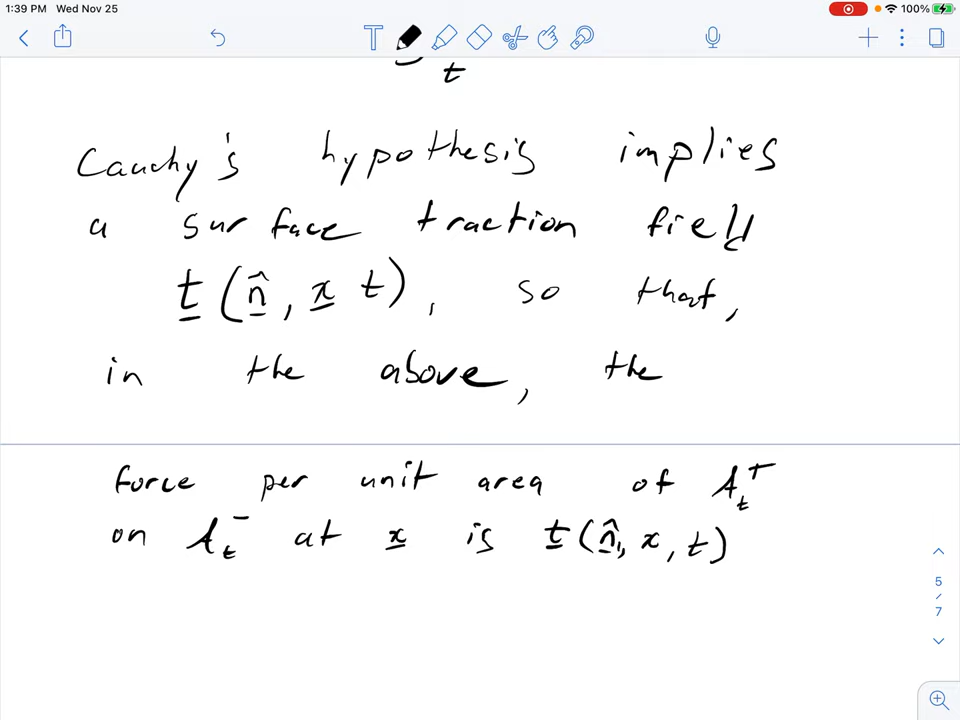 1:39 PM Wed Nov 25
100%
T
t
Cauchy's hypothesis implies
a surface traction field
t(n̂, x t), so that,
in the above, the
force per unit area of A_t^+
on A_t^- at x is t(n̂, x, t)
5
/
7